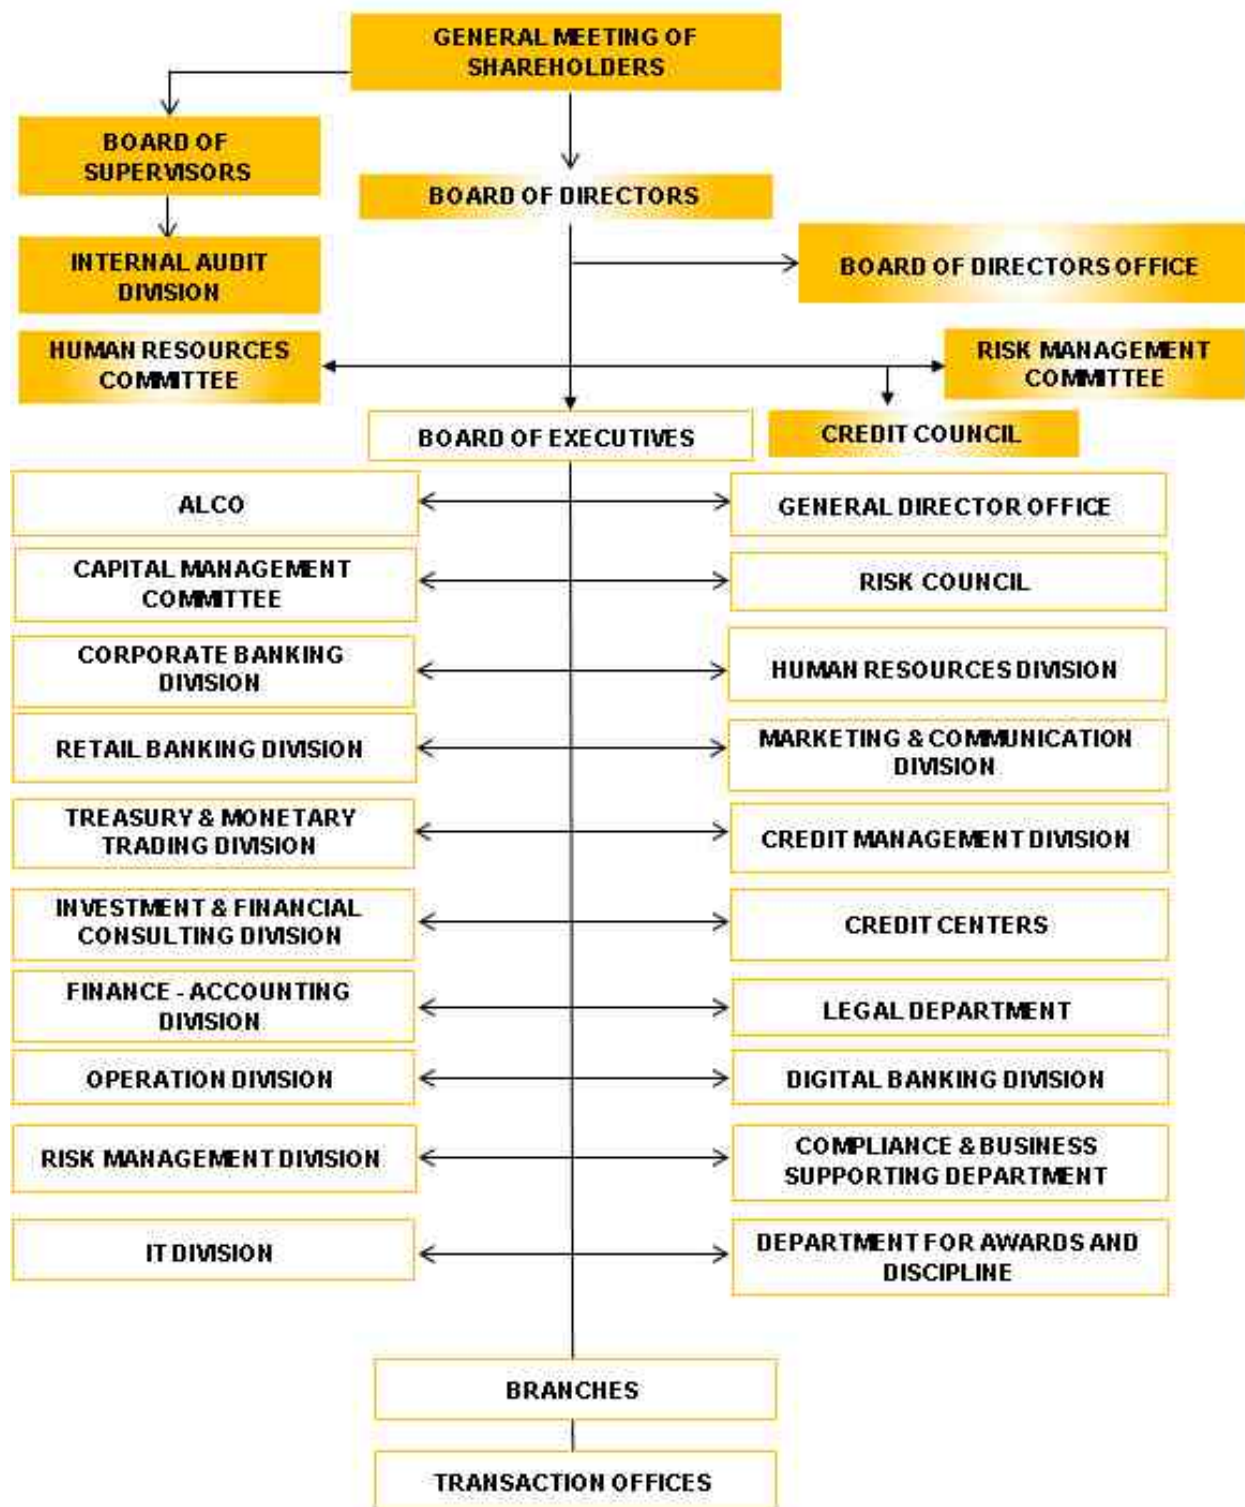 GENERAL MEETING OF
SHAREHOLDERS
BOARD OF
SUPERVISORS
BOARD OF DIRECTORS
INTERNAL AUDIT
DIVISION
BOARD OF DIRECTORS OFFICE
HUMAN RESOURCES
COMMITTEE
RISK MANAGEMENT
COMMITTEE
BOARD OF EXECUTIVES
CREDIT COUNCIL
ALCO
GENERAL DIRECTOR OFFICE
CAPITAL MANAGEMENT
COMMITTEE
RISK COUNCIL
CORPORATE BANKING
DIVISION
HUMAN RESOURCES DIVISION
RETAIL BANKING DIVISION
MARKETING & COMMUNICATION
DIVISION
TREASURY & MONETARY
TRADING DIVISION
CREDIT MANAGEMENT DIVISION
INVESTMENT & FINANCIAL
CONSULTING DIVISION
CREDIT CENTERS
FINANCE - ACCOUNTING
DIVISION
LEGAL DEPARTMENT
OPERATION DIVISION
DIGITAL BANKING DIVISION
RISK MANAGEMENT DIVISION
COMPLIANCE & BUSINESS
SUPPORTING DEPARTMENT
IT DIVISION
DEPARTMENT FOR AWARDS AND
DISCIPLINE
BRANCHES
TRANSACTION OFFICES